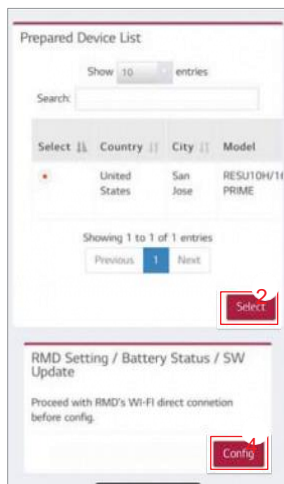 Prepared Device List
Show 10 entries
Search:
Select Country City Model
United States San Jose RESU10H/16 PRIME
Showing 1 to 1 of 1 entries
Previous 1 Next
2
Select
RMD Setting / Battery Status / SW
Update
Proceed with RMD's WI-FI direct connetion
before config.
4
Config